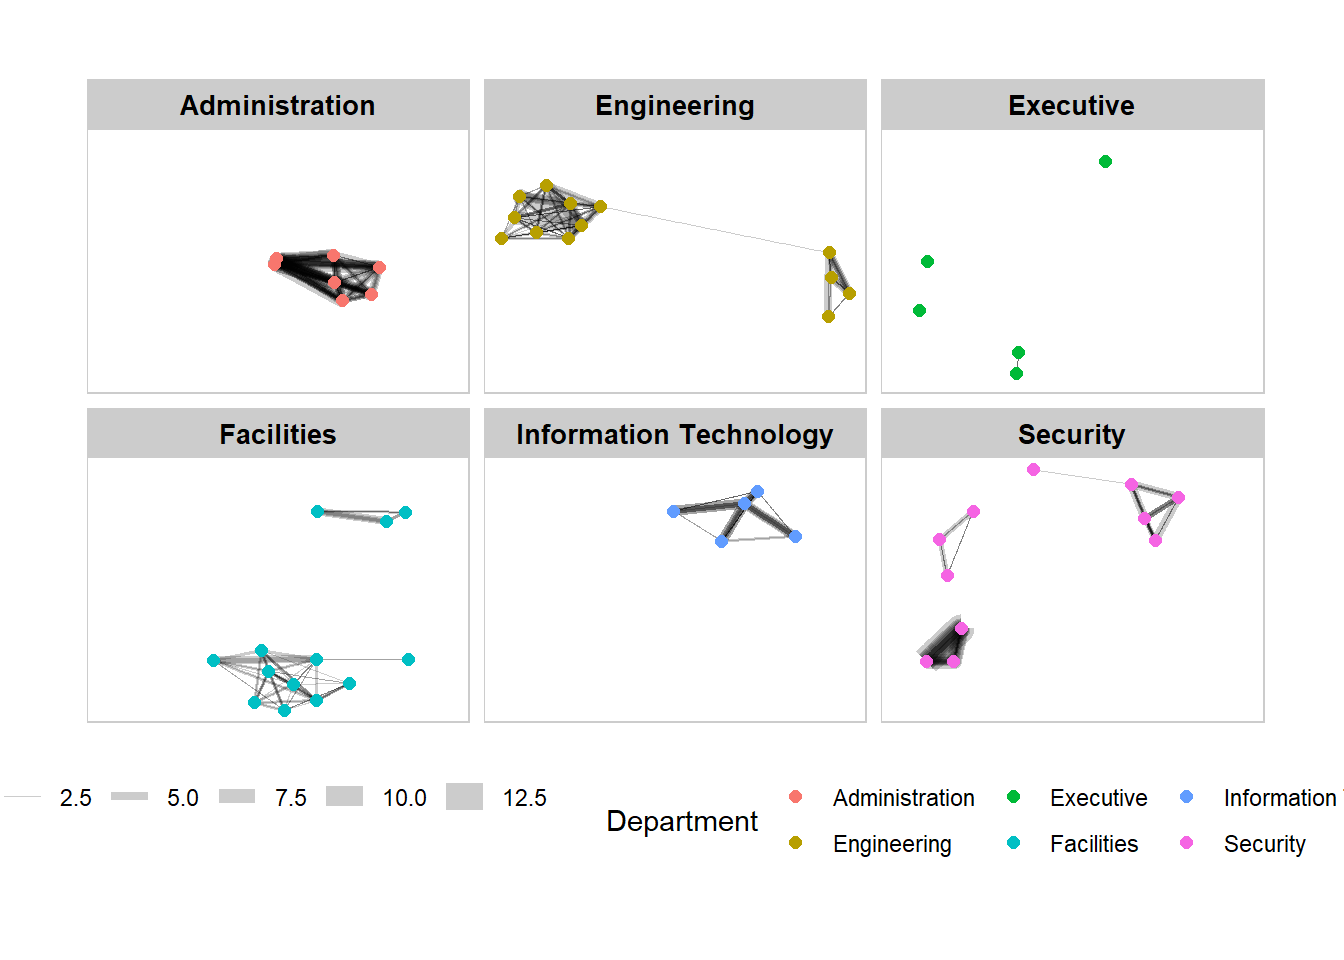 Administration Engineering Executive
Facilities Information Technology Security
2.5 5.0 7.5 10.0 12.5
Department
Administration Executive Information
Engineering Facilities Security